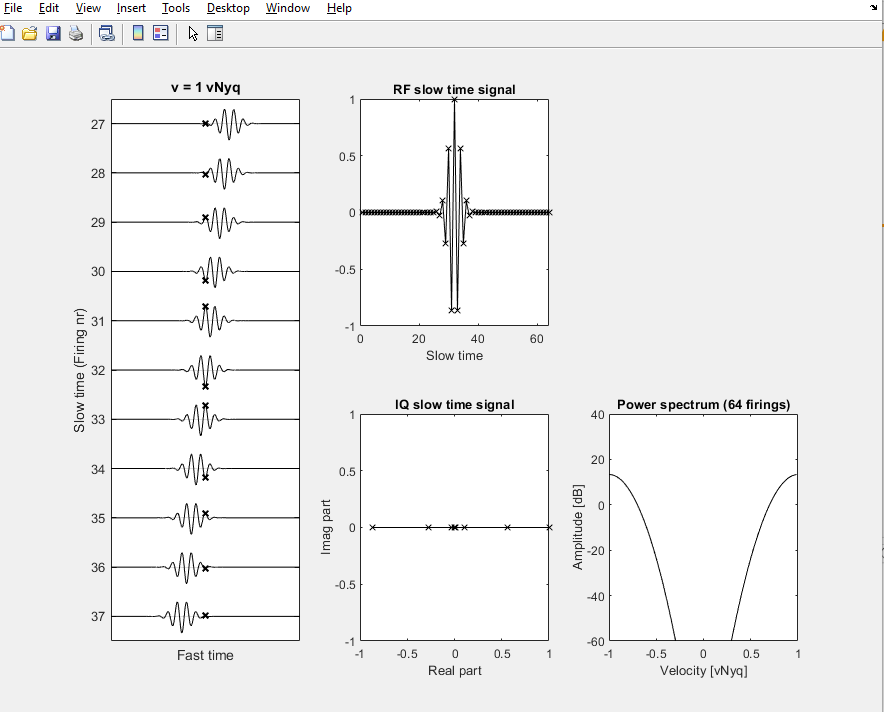 File Edit View Insert Tools Desktop Window Help
v = 1 vNyq
27
28
29
30
31
32
33
34
35
36
37
Slow time (Firing nr)
Fast time
RF slow time signal
1
0.5
0
-0.5
-1
0 20 40 60
Slow time
IQ slow time signal
1
0.5
0
-0.5
-1
Imag part
-1 -0.5 0 0.5 1
Real part
Power spectrum (64 firings)
40
20
0
-20
-40
-60
Amplitude [dB]
-1 -0.5 0 0.5 1
Velocity [vNyq]